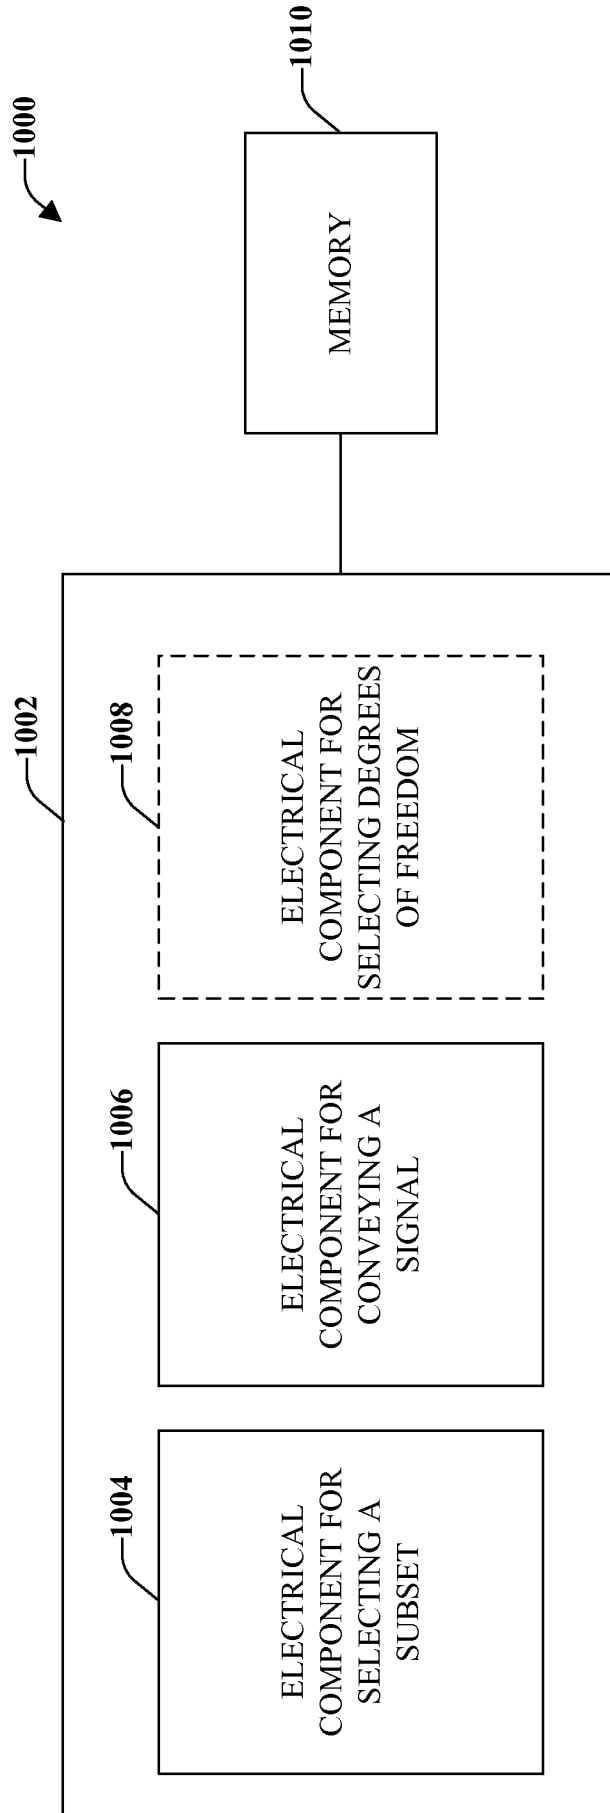 1000
1002
1004
ELECTRICAL
COMPONENT FOR
SELECTING A
SUBSET
1006
ELECTRICAL
COMPONENT FOR
CONVEYING A
SIGNAL
1008
ELECTRICAL
COMPONENT FOR
SELECTING DEGREES
OF FREEDOM
1010
MEMORY